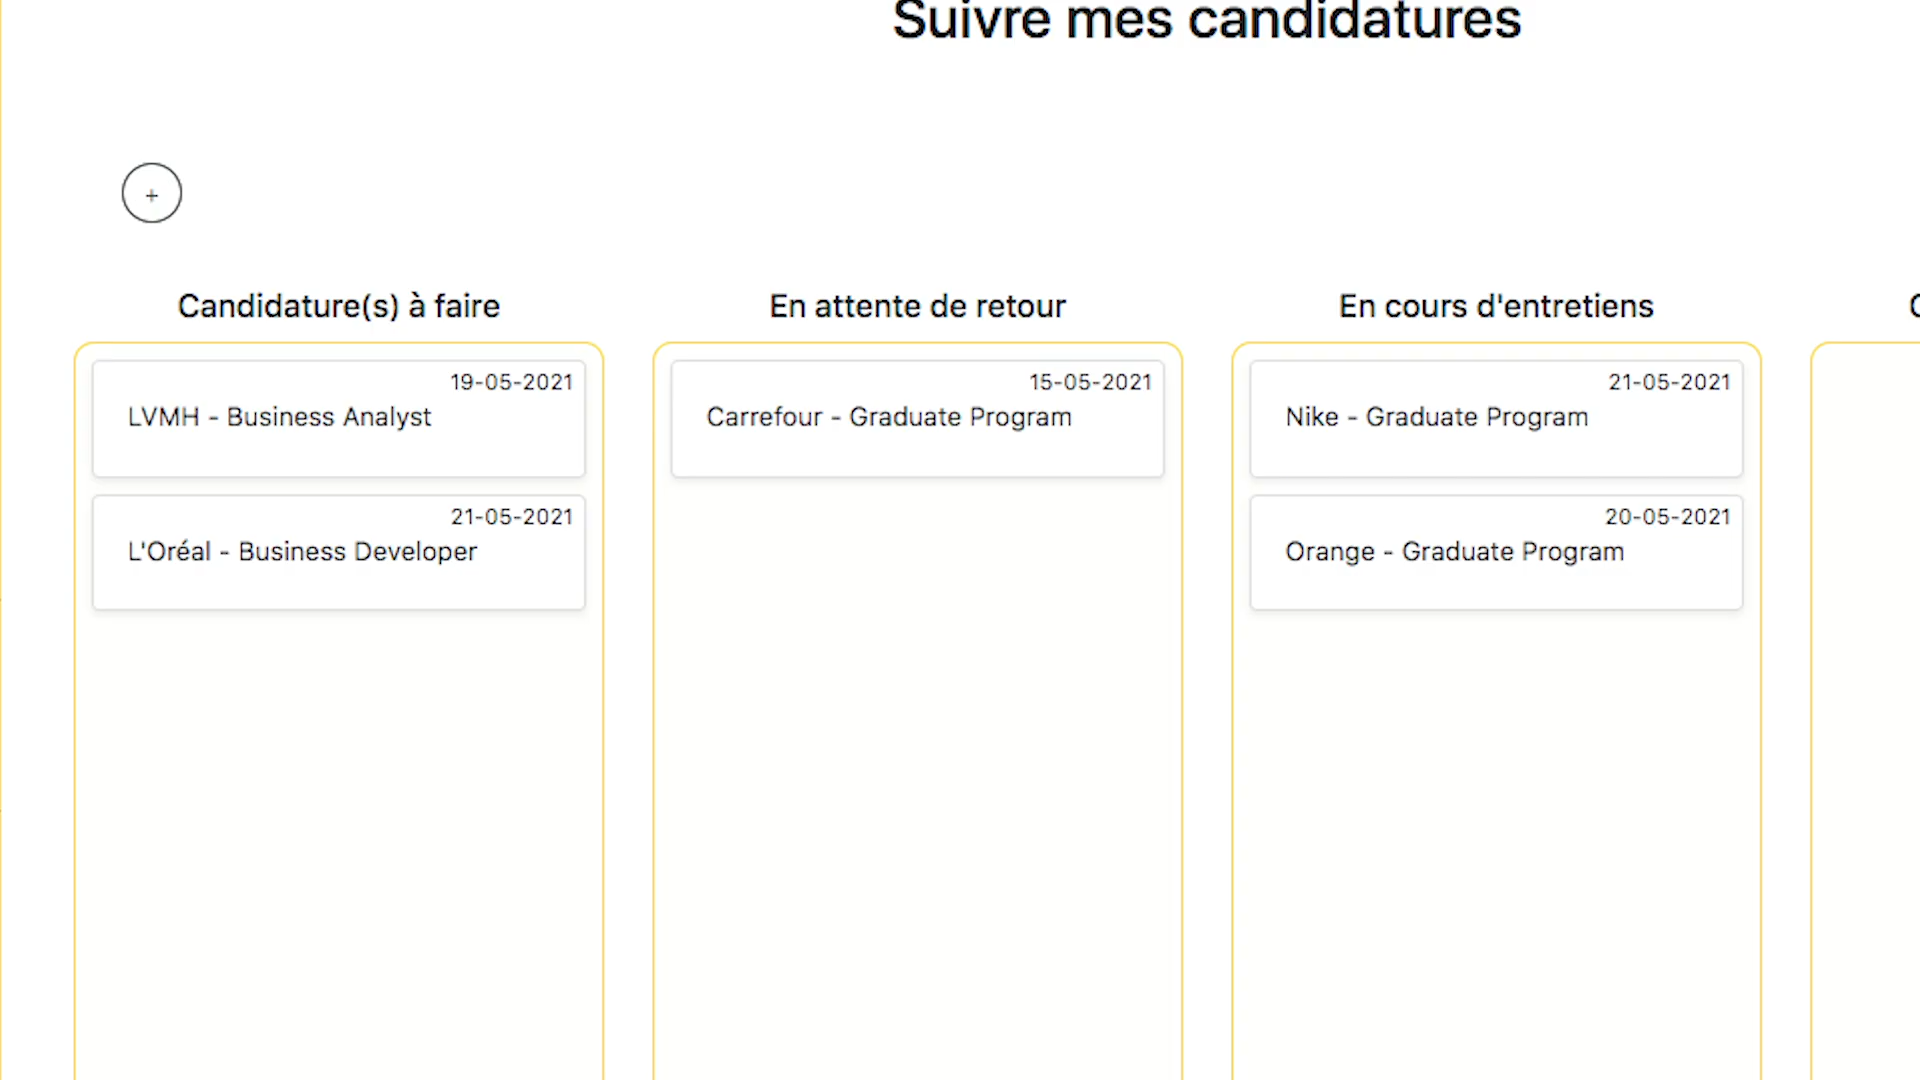 Suivre mes candidatures
+
Candidature(s) à faire
19-05-2021
LVMH - Business Analyst
21-05-2021
L'Oréal - Business Developer
En attente de retour
15-05-2021
Carrefour - Graduate Program
En cours d'entretiens
21-05-2021
Nike - Graduate Program
20-05-2021
Orange - Graduate Program